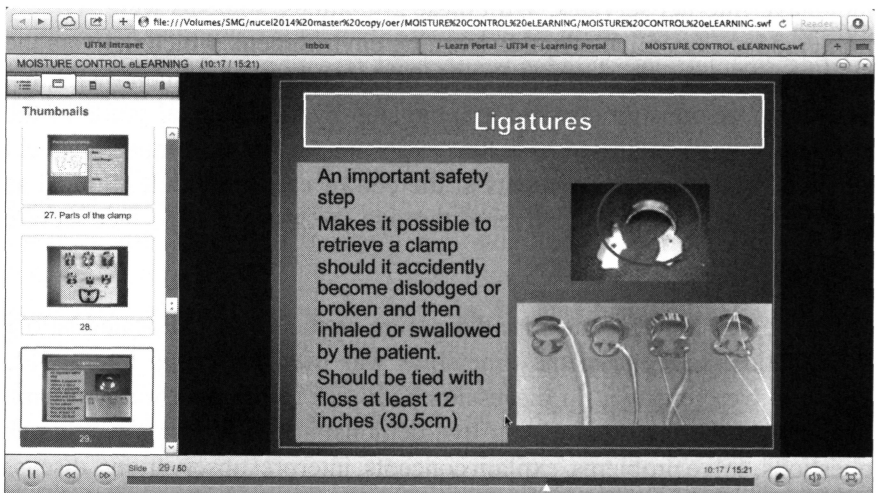 file:///Volumes/SMG/nucel2014%20master%20copy/oer/MOISTURE%20CONTROL%20eLEARNING/MOISTURE%20CONTROL%20eLEARNING.swf
Reader
UiTM Intranet
Inbox
i-Learn Portal - UiTM e-Learning Portal
MOISTURE CONTROL eLEARNING.swf
MOISTURE CONTROL eLEARNING (10:17 / 15:21)
Thumbnails
27. Parts of the clamp
28.
29.
Ligatures
An important safety
step
Makes it possible to
retrieve a clamp
should it accidently
become dislodged or
broken and then
inhaled or swallowed
by the patient.
Should be tied with
floss at least 12
inches (30.5cm)
Slide 29 / 50
10:17 / 15:21